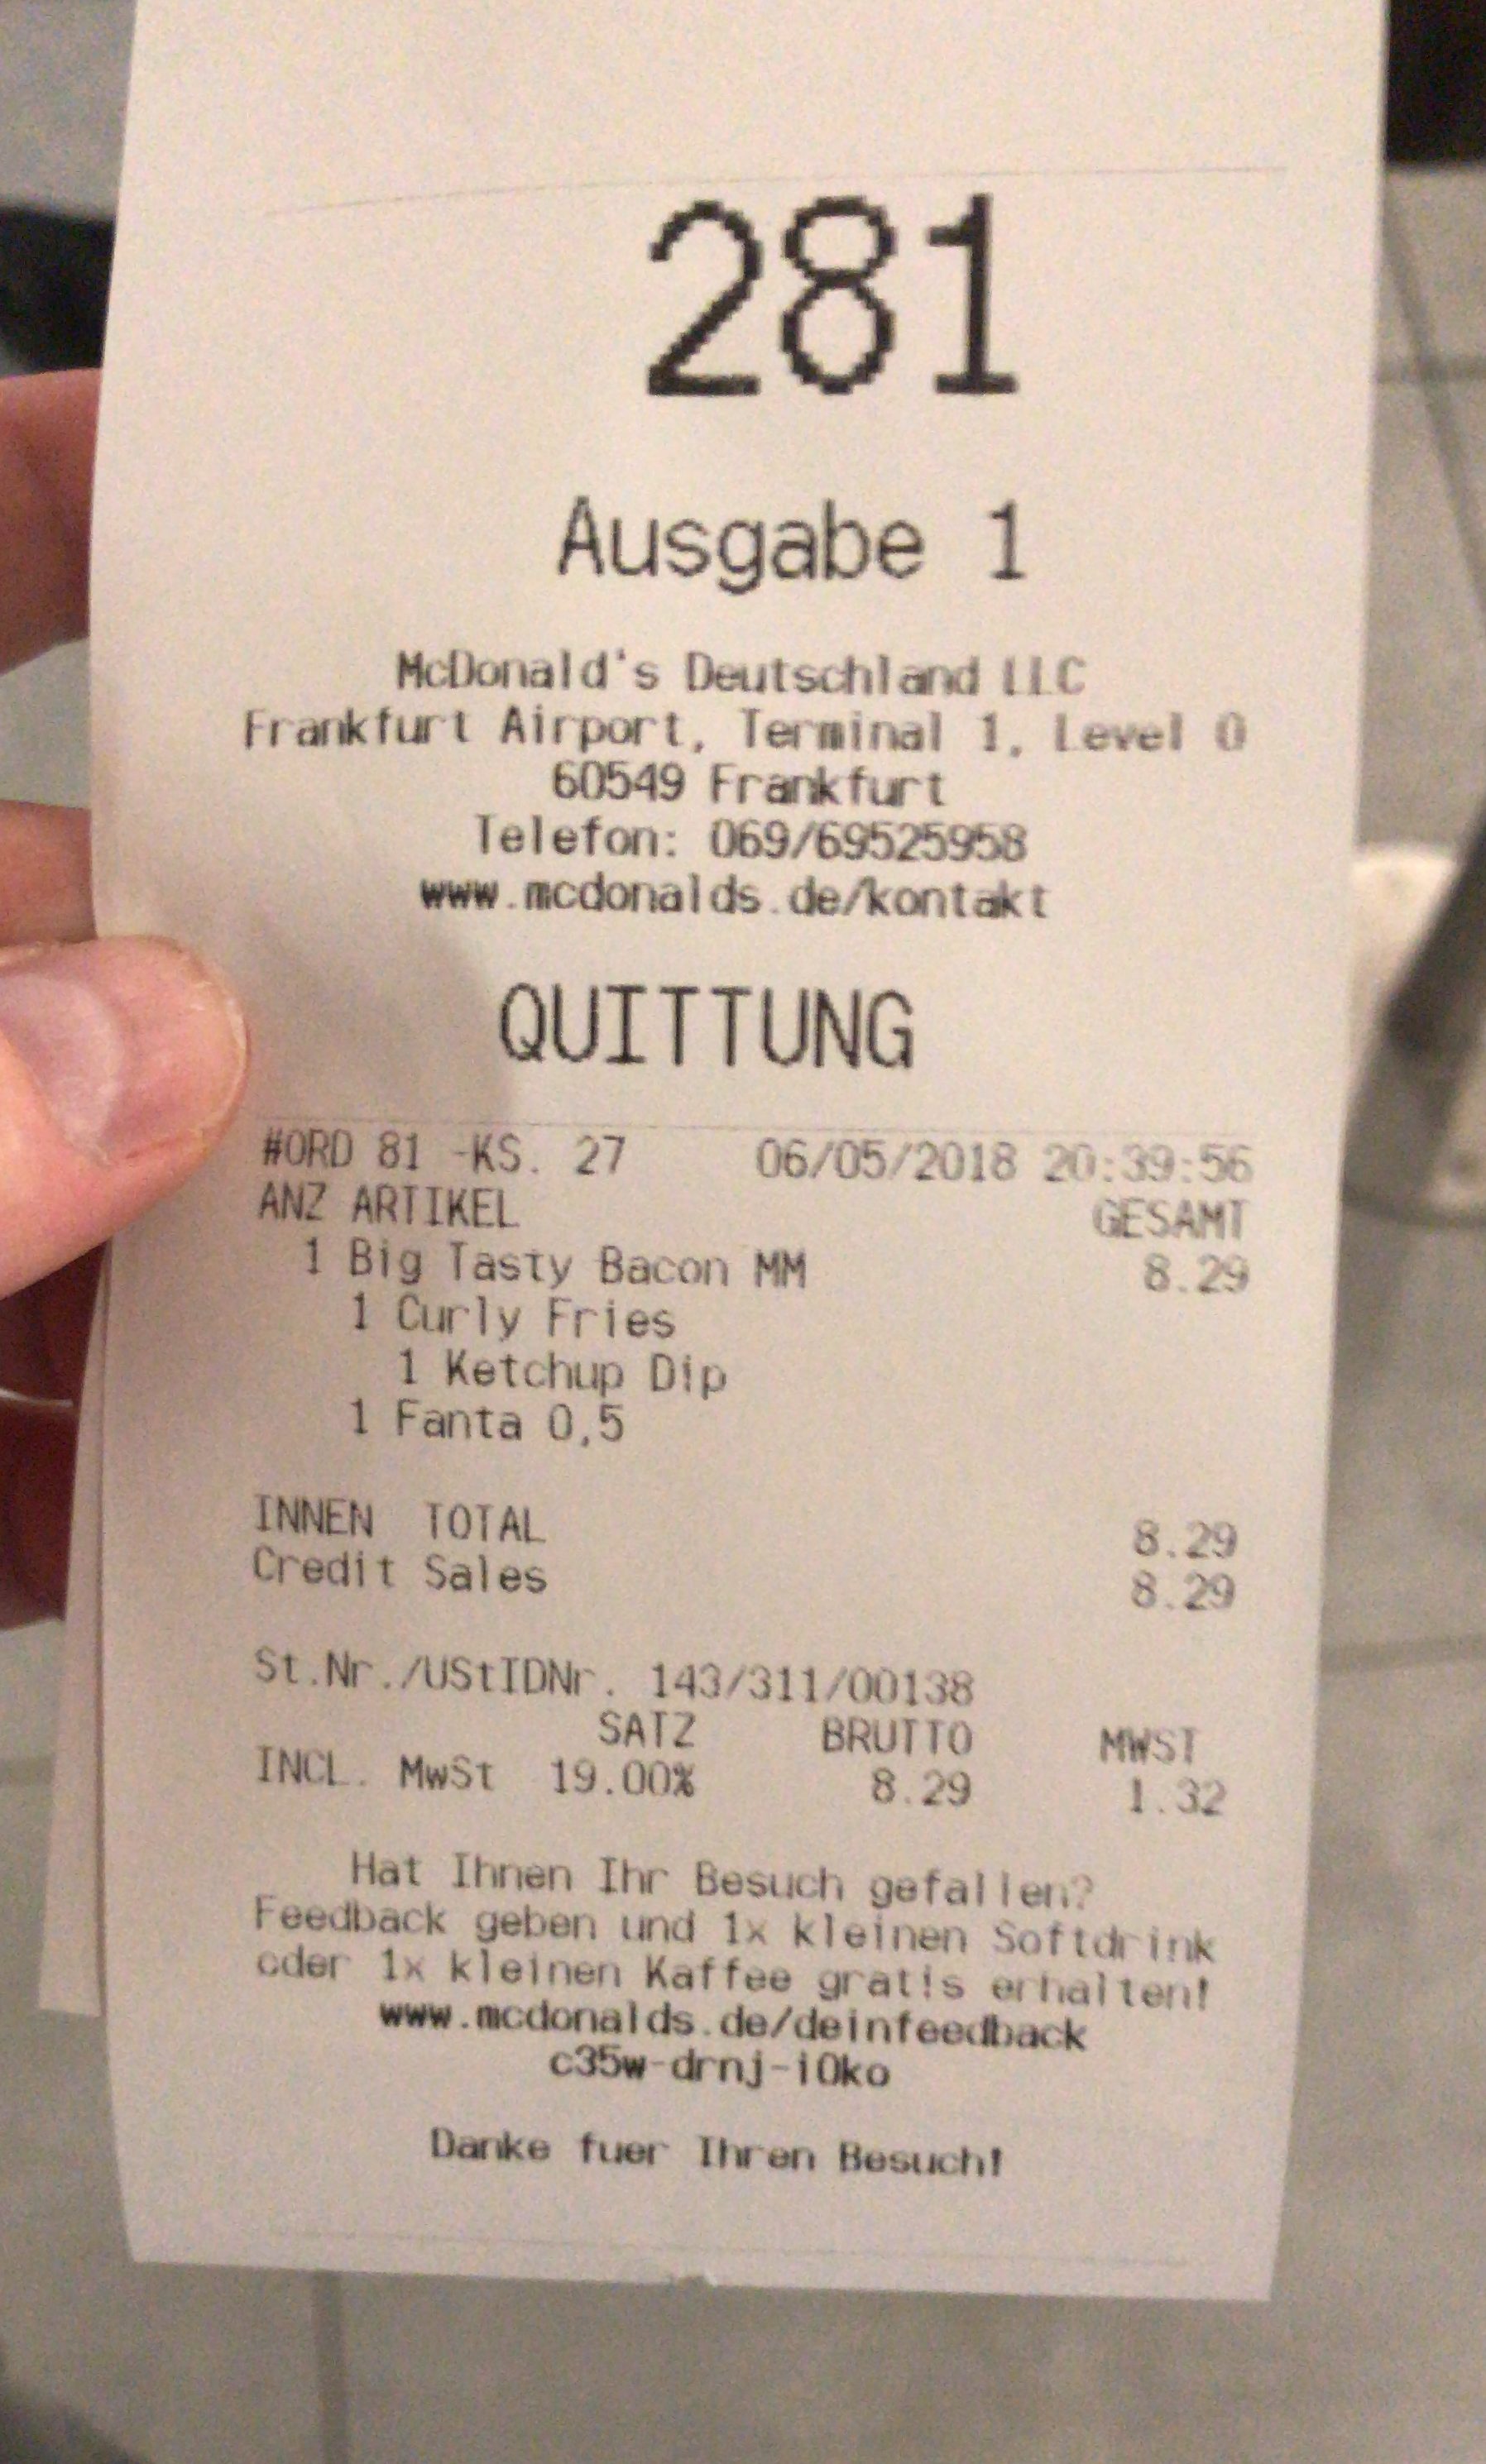 281
Ausgabe 1
McDonald's Deutschland LLC
Frankfurt Airport, Terminal 1, Level 0
60549 Frankfurt
Telefon: 069/69525958
www.mcdonalds.de/kontakt
QUITTUNG
#ORD 81 -KS. 27 06/05/2018 20:39:56
ANZ ARTIKEL GESAMT
1 Big Tasty Bacon MM 8.29
1 Curly Fries
1 Ketchup Dip
1 Fanta 0,5
INNEN TOTAL 8.29
Credit Sales 8.29
St.Nr./UStIDNr. 143/311/00138
SATZ BRUTTO MWST
INCL. MwSt 19.00% 8.29 1.32
Hat Ihnen Ihr Besuch gefallen?
Feedback geben und 1x kleinen Softdrink
oder 1x kleinen Kaffee gratis erhalten!
www.mcdonalds.de/deinfeedback
c35w-drnj-i0ko
Danke fuer Ihren Besuch!